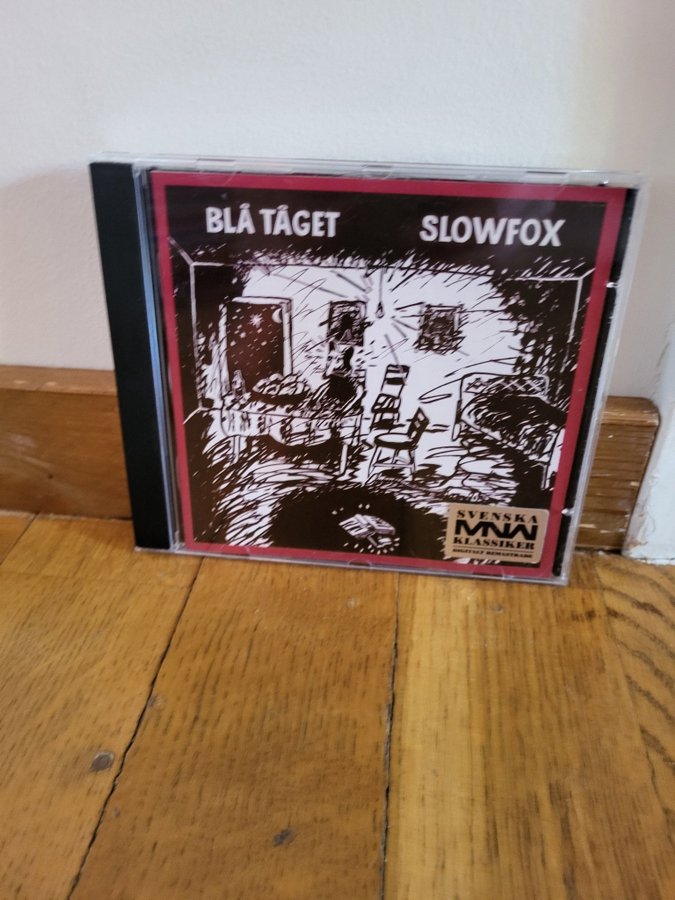 BLÅ TÅGET SLOWFOX
SVENSKA
MNW
KLASSIKER
DIGITALT REMASTRADE